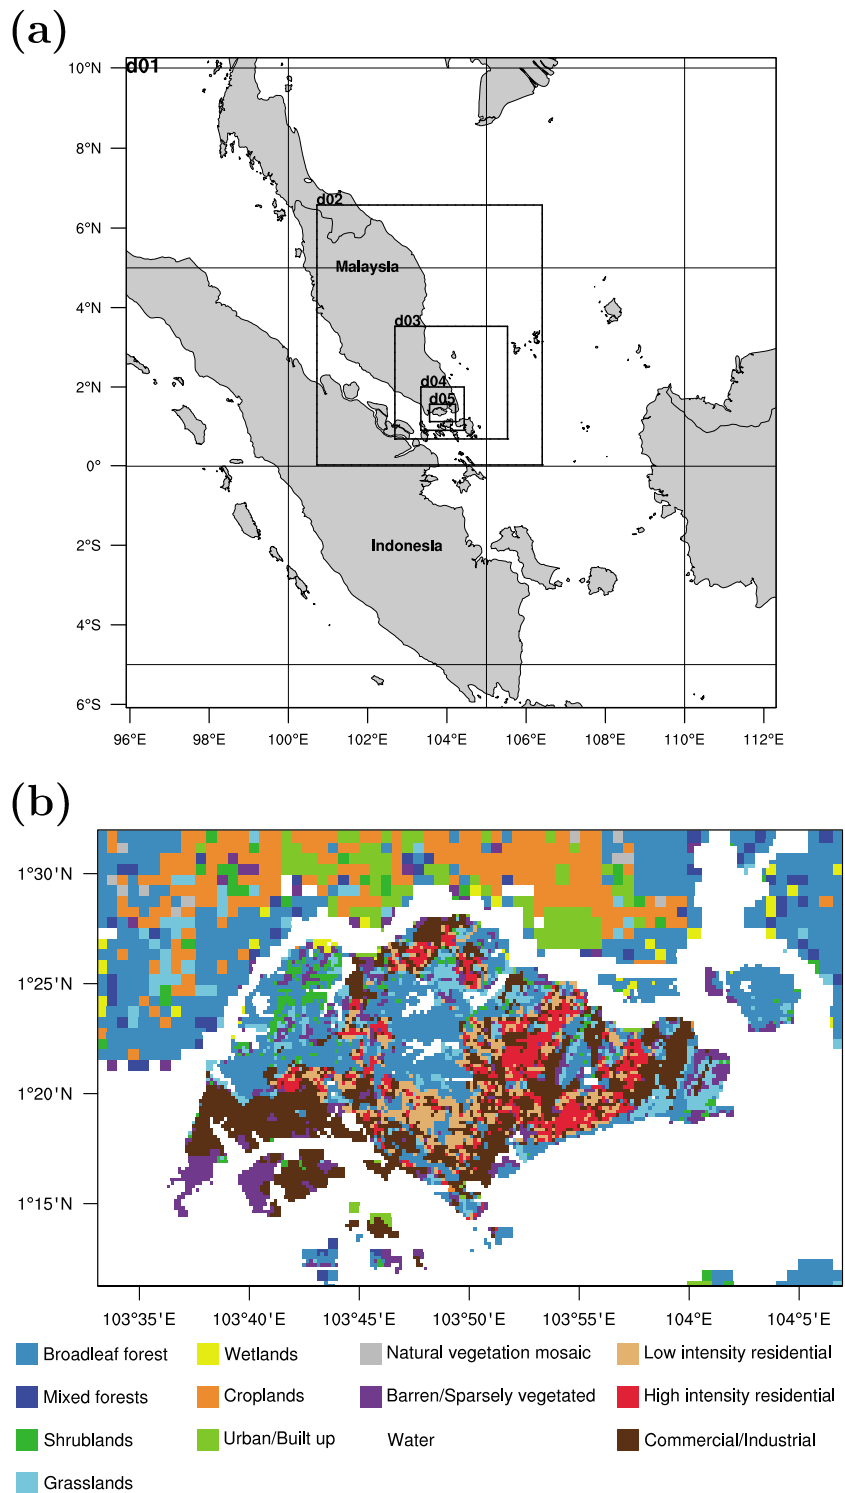 (a)
d01
10°N
8°N
d02
6°N
Malaysla
4°N
d03
2°N
d04
d05
0°
2°S
Indonesla
4°S
6°S
96°E 98°E 100°E 102°E 104°E 106°E 108°E 110°E 112°E
(b)
1°30'N
1°25'N
1°20'N
1°15'N
103°35'E 103°40'E 103°45'E 103°50'E 103°55'E 104°E 104°5'E
Broadleaf forest Wetlands Natural vegetation mosaic Low intensity residential
Mixed forests Croplands Barren/Sparsely vegetated High intensity residential
Shrublands Urban/Built up Water Commercial/Industrial
Grasslands